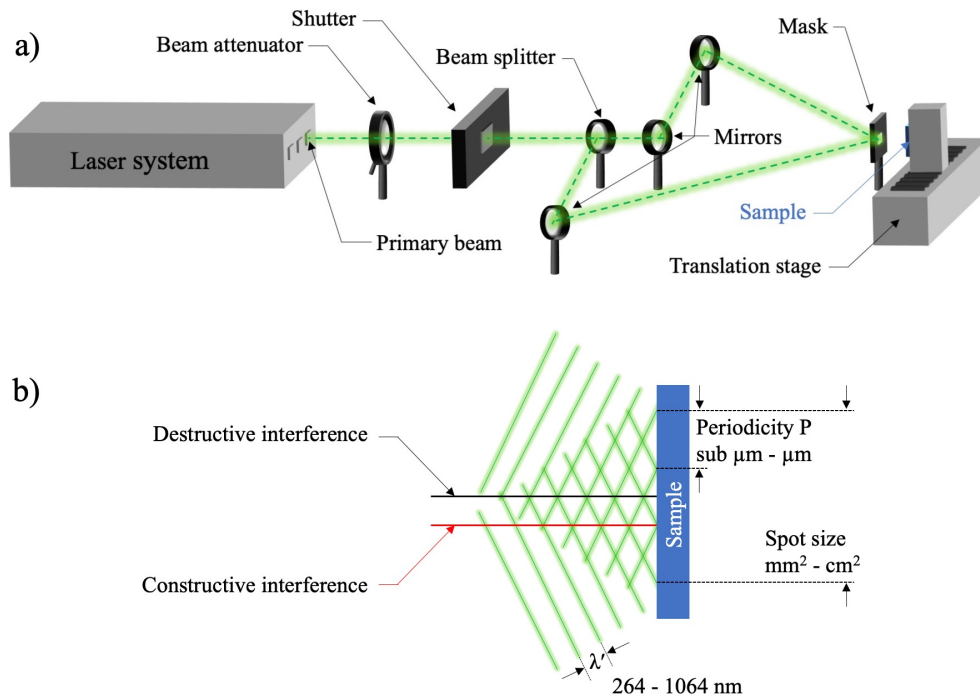 a)
Shutter
Beam attenuator
Beam splitter
Mask
Laser system
Mirrors
Sample
Primary beam
Translation stage
b)
Destructive interference
Periodicity P
sub µm - µm
Sample
Spot size
mm² - cm²
Constructive interference
λ'
264 - 1064 nm